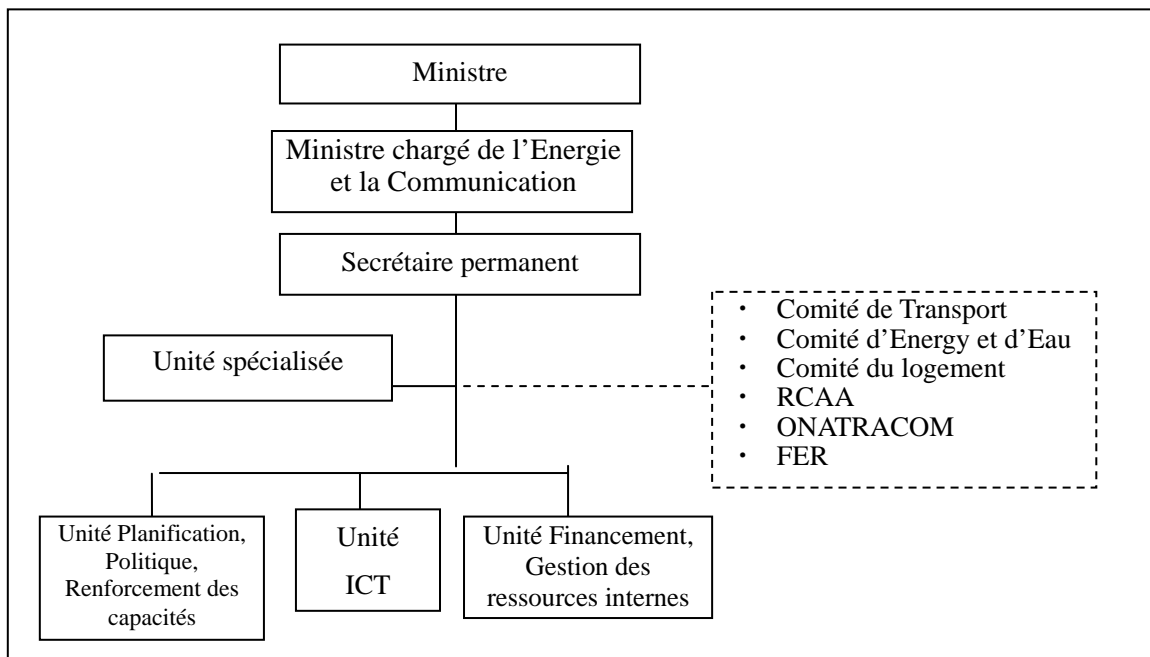 Ministre
Ministre chargé de l’Energie
et la Communication
Secrétaire permanent
Unité spécialisée
・ Comité de Transport
・ Comité d’Energy et d’Eau
・ Comité du logement
・ RCAA
・ ONATRACOM
・ FER
Unité Planification,
Politique,
Renforcement des
capacités
Unité
ICT
Unité Financement,
Gestion des
ressources internes